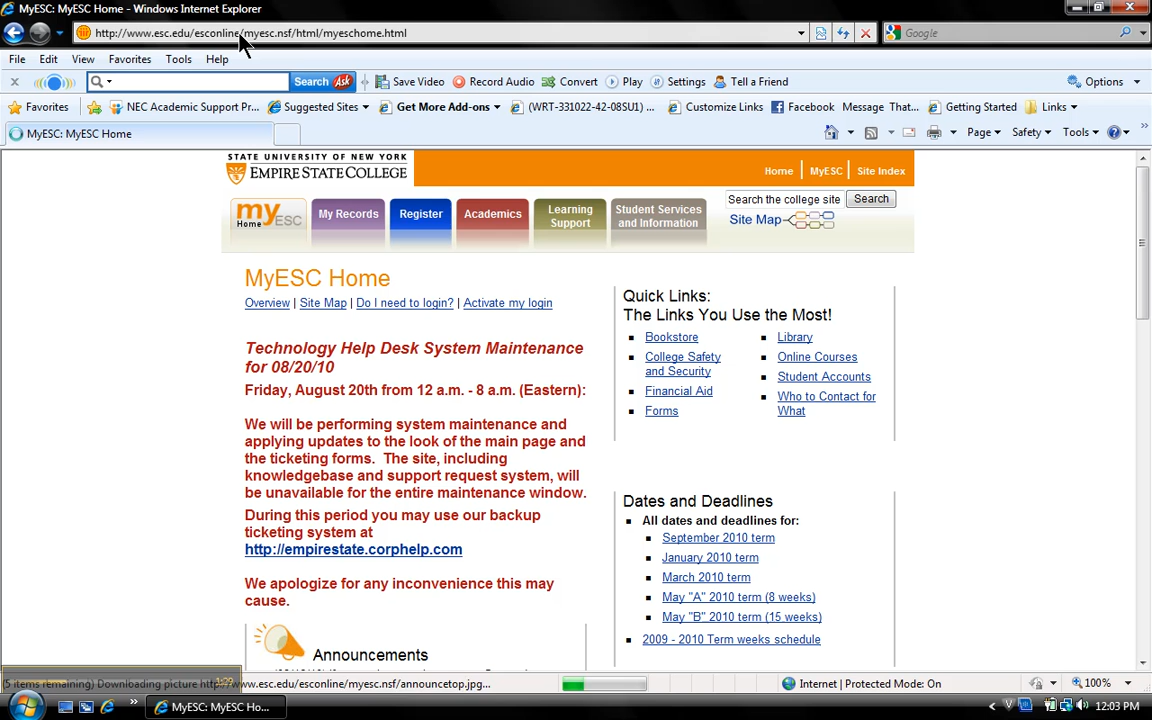 MyESC: MyESC Home - Windows Internet Explorer
http://www.esc.edu/esconline/myesc.nsf/html/myeschome.html
Google
File Edit View Favorites Tools Help
Search Ask Save Video Record Audio Convert Play Settings Tell a Friend Options
Favorites NEC Academic Support Pr... Suggested Sites Get More Add-ons (WRT-331022-42-08SU1) ... Customize Links Facebook Message That... Getting Started Links
MyESC: MyESC Home
Page Safety Tools
STATE UNIVERSITY OF NEW YORK
EMPIRE STATE COLLEGE
Home MyESC Site Index
my ESC Home
My Records
Register
Academics
Learning Support
Student Services and Information
Search the college site Search
Site Map
MyESC Home
Overview | Site Map | Do I need to login? | Activate my login
Technology Help Desk System Maintenance
for 08/20/10
Friday, August 20th from 12 a.m. - 8 a.m. (Eastern):
We will be performing system maintenance and
applying updates to the look of the main page and
the ticketing forms. The site, including
knowledgebase and support request system, will
be unavailable for the entire maintenance window.
During this period you may use our backup
ticketing system at
http://empirestate.corphelp.com
We apologize for any inconvenience this may
cause.
Announcements
Quick Links:
The Links You Use the Most!
Bookstore
College Safety
and Security
Financial Aid
Forms
Library
Online Courses
Student Accounts
Who to Contact for
What
Dates and Deadlines
All dates and deadlines for:
September 2010 term
January 2010 term
March 2010 term
May "A" 2010 term (8 weeks)
May "B" 2010 term (15 weeks)
2009 - 2010 Term weeks schedule
(5 items remaining) Downloading picture http://www.esc.edu/esconline/myesc.nsf/announcetop.jpg...
1:29
Internet | Protected Mode: On
100%
MyESC: MyESC Ho...
12:03 PM